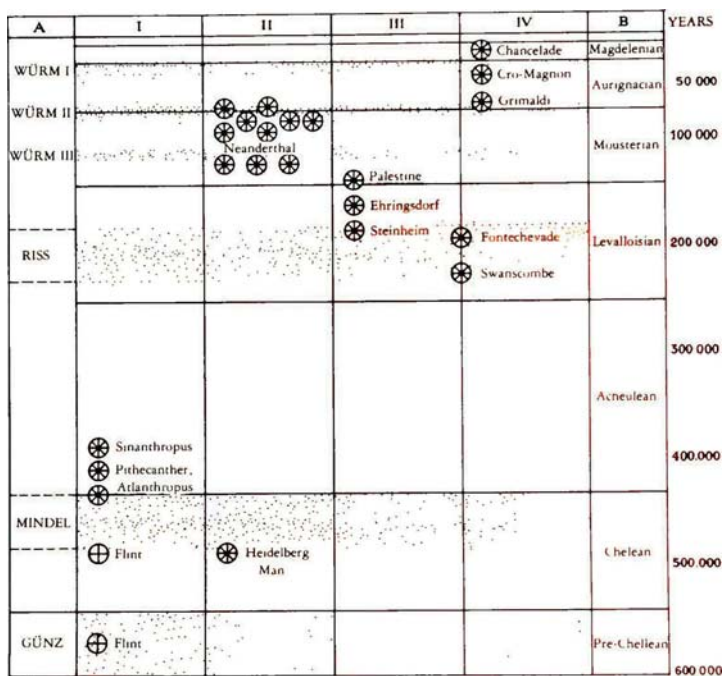 A I II III IV B YEARS
Chancelade Magdelenian
WÜRM I Cro-Magnon Aurignacian 50 000
Grimaldi
WÜRM II 100 000
Neanderthal Mousterian
WÜRM III
Palestine
Ehringsdorf
Steinheim Fontechevade Levalloisian 200 000
RISS
Swanscombe
300 000
Acneulean
Sinanthropus 400.000
Pithecanther,
Atlanthropus
MINDEL
Flint Heidelberg Chelean
Man 500.000
GÜNZ Flint Pre-Chellean
600 000